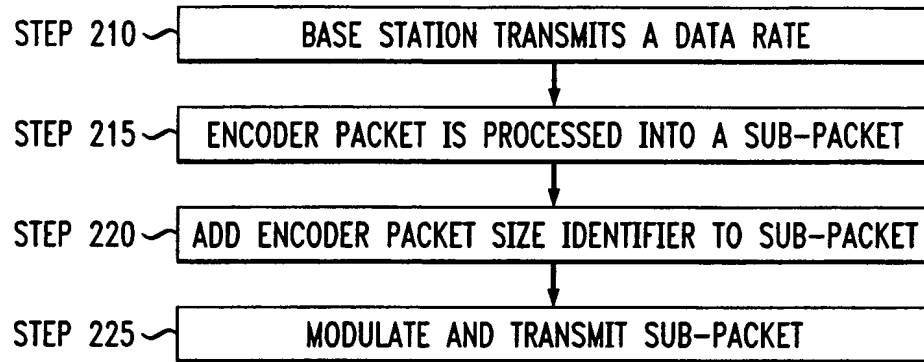 STEP 210 BASE STATION TRANSMITS A DATA RATE
STEP 215 ENCODER PACKET IS PROCESSED INTO A SUB-PACKET
STEP 220 ADD ENCODER PACKET SIZE IDENTIFIER TO SUB-PACKET
STEP 225 MODULATE AND TRANSMIT SUB-PACKET